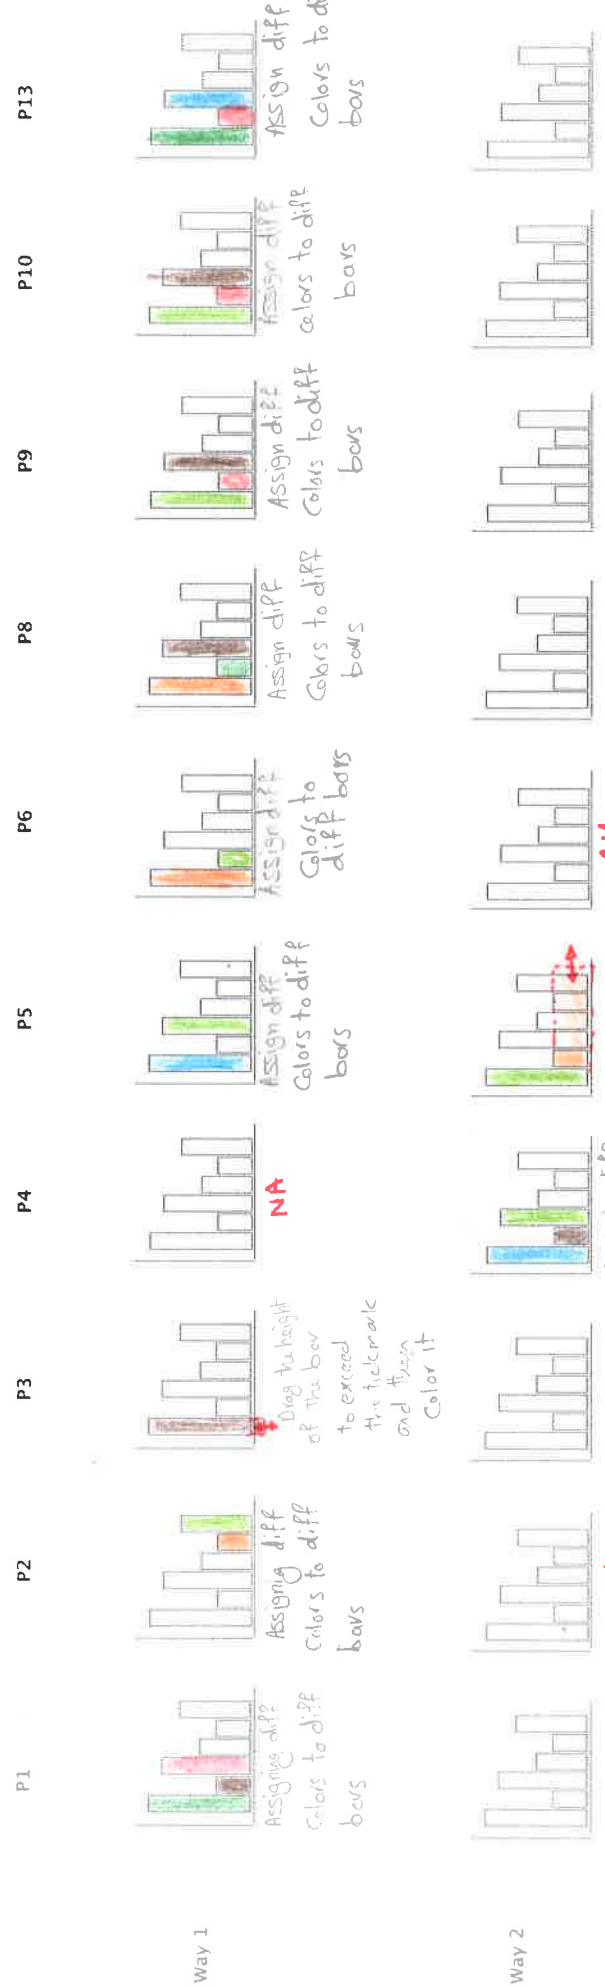 P1
P2
P3
P4
P5
P6
P8
P9
P10
P13
Way 1
Assigning diff
Colors to diff
bars
Assigning diff
Colors to diff
bars
Drag the height
of the bar
to exceed
the tickmark
and then
Color it
NA
Assign diff
Colors to diff
bars
Assign diff
Colors to
diff bars
Assign diff
Colors to diff
bars
Assign diff
Colors to diff
bars
Assign diff
colors to diff
bars
Assign diff
Colors to di
bars
Way 2